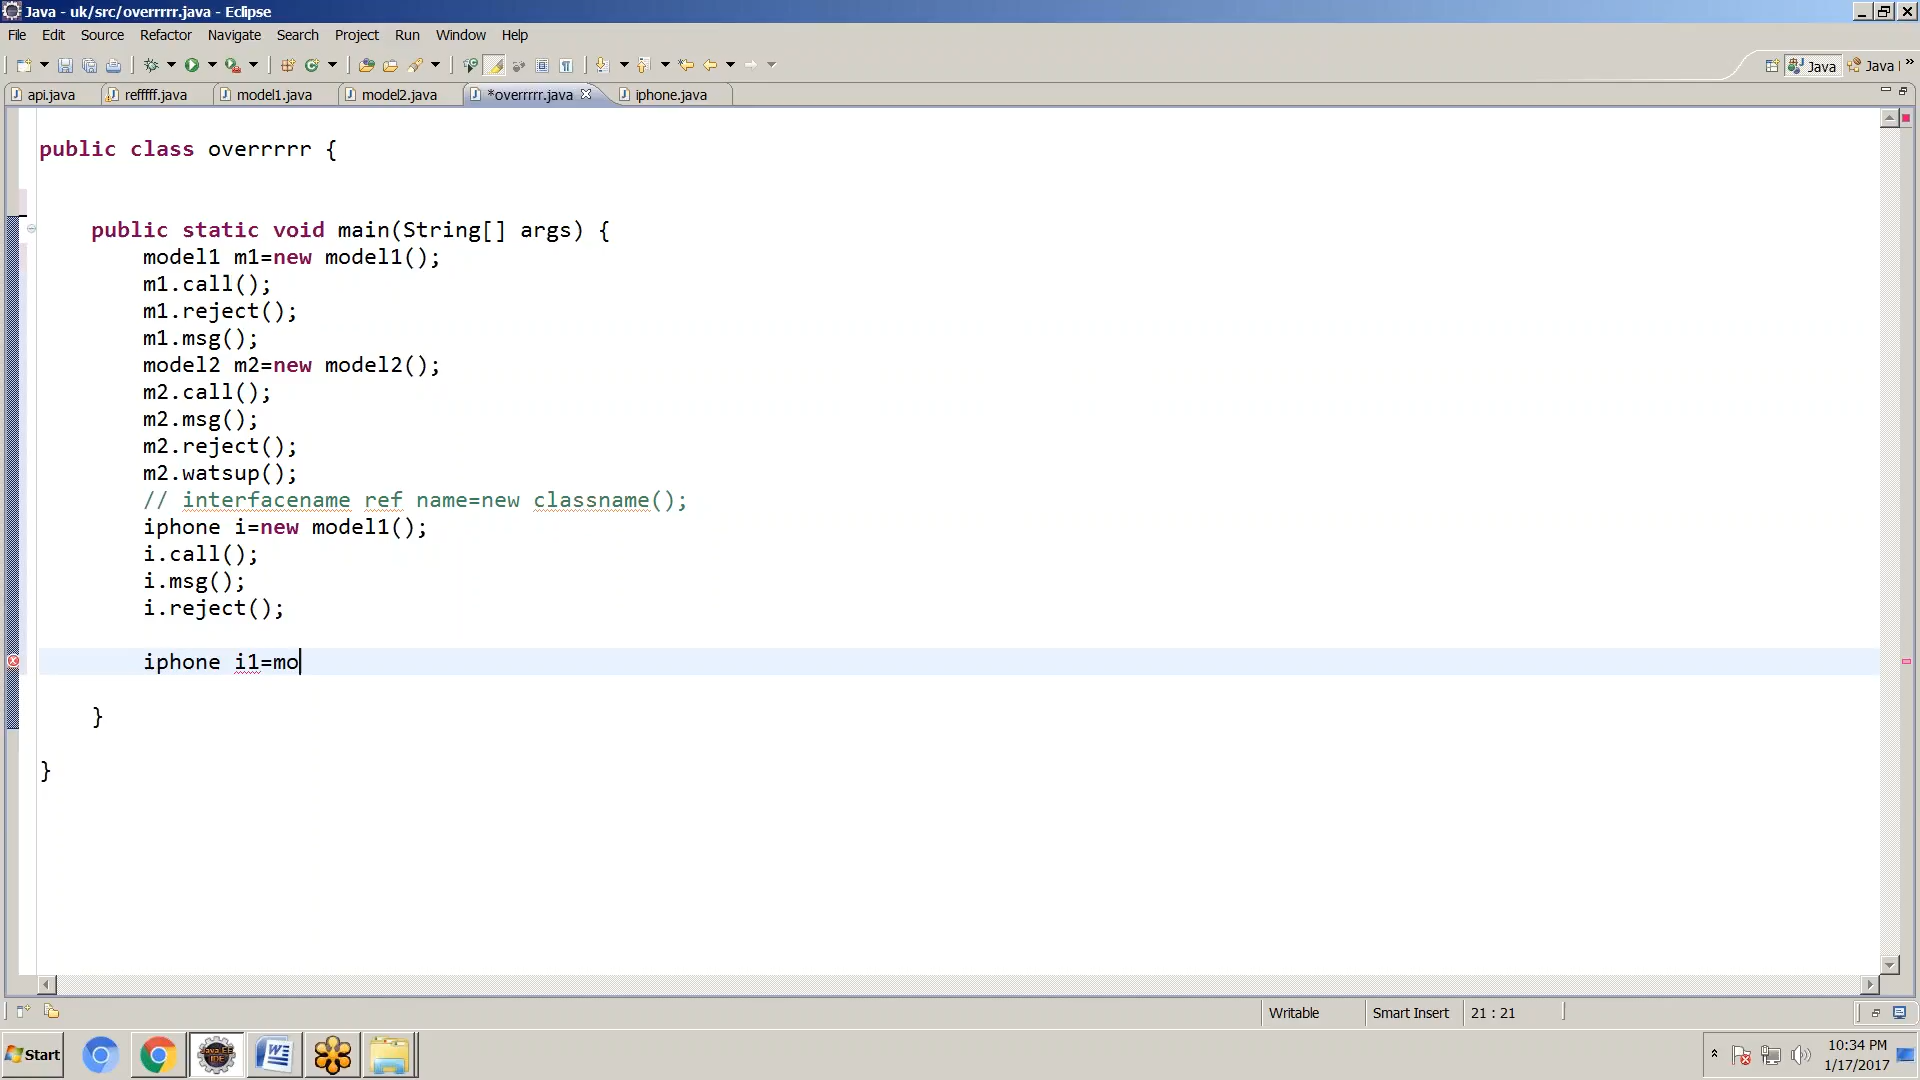 Java - uk/src/overrrrr.java - Eclipse
File Edit Source Refactor Navigate Search Project Run Window Help
Java Java
api.java refffff.java model1.java model2.java *overrrrr.java iphone.java
public class overrrrr {
public static void main(String[] args) {
model1 m1=new model1();
m1.call();
m1.reject();
m1.msg();
model2 m2=new model2();
m2.call();
m2.msg();
m2.reject();
m2.watsup();
// interfacename ref name=new classname();
iphone i=new model1();
i.call();
i.msg();
i.reject();
iphone i1=mo
}
}
Writable Smart Insert 21 : 21
Start Java EE IDE 10:34 PM
1/17/2017